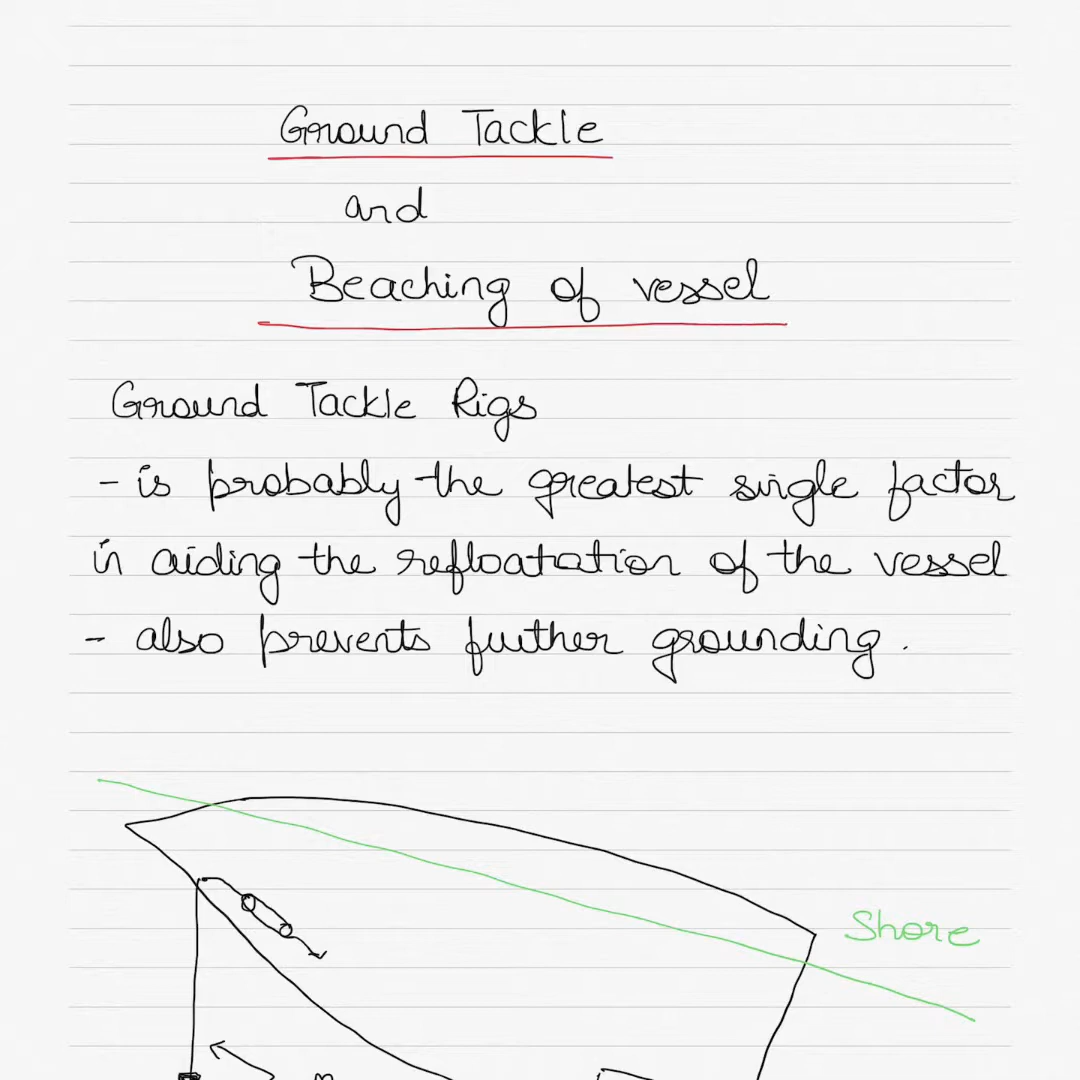 Ground Tackle
and
Beaching of vessel
Ground Tackle Rigs
- is probably the greatest single factor
in aiding the refloatation of the vessel
- also prevents further grounding.
Shore